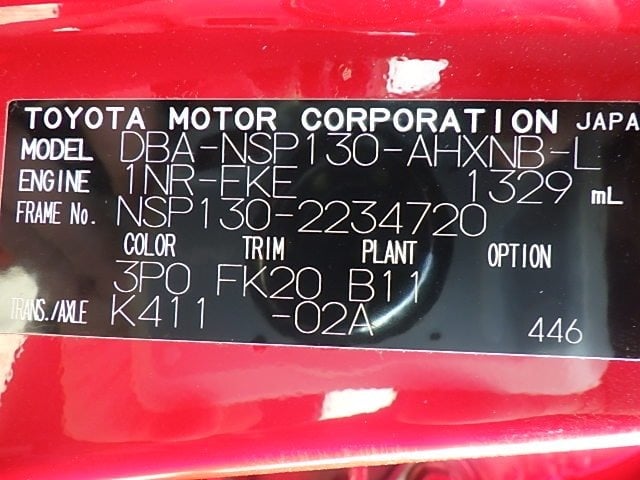 TOYOTA MOTOR CORPORATION JAPA
MODEL DBA-NSP130-AHXNB-L
ENGINE 1NR-FKE 1329 mL
FRAME No. NSP130-2234720
COLOR TRIM PLANT OPTION
3P0 FK20 B11
TRANS./AXLE K411 -02A
446